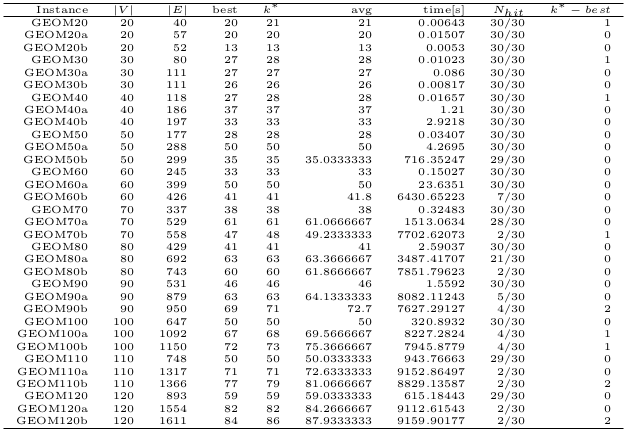 Instance |V| |E| best k* avg time[s] N_hit k* − best
GEOM20 20 40 20 21 21 0.00643 30/30 1
GEOM20a 20 57 20 20 20 0.01507 30/30 0
GEOM20b 20 52 13 13 13 0.0053 30/30 0
GEOM30 30 80 27 28 28 0.01023 30/30 1
GEOM30a 30 111 27 27 27 0.086 30/30 0
GEOM30b 30 111 26 26 26 0.00817 30/30 0
GEOM40 40 118 27 28 28 0.01657 30/30 1
GEOM40a 40 186 37 37 37 1.21 30/30 0
GEOM40b 40 197 33 33 33 2.9218 30/30 0
GEOM50 50 177 28 28 28 0.03407 30/30 0
GEOM50a 50 288 50 50 50 4.2695 30/30 0
GEOM50b 50 299 35 35 35.0333333 716.35247 29/30 0
GEOM60 60 245 33 33 33 0.15027 30/30 0
GEOM60a 60 399 50 50 50 23.6351 30/30 0
GEOM60b 60 426 41 41 41.8 6430.65223 7/30 0
GEOM70 70 337 38 38 38 0.32483 30/30 0
GEOM70a 70 529 61 61 61.0666667 1513.0634 28/30 0
GEOM70b 70 558 47 48 49.2333333 7702.62073 2/30 1
GEOM80 80 429 41 41 41 2.59037 30/30 0
GEOM80a 80 692 63 63 63.3666667 3487.41707 21/30 0
GEOM80b 80 743 60 60 61.8666667 7851.79623 2/30 0
GEOM90 90 531 46 46 46 1.5592 30/30 0
GEOM90a 90 879 63 63 64.1333333 8082.11243 5/30 0
GEOM90b 90 950 69 71 72.7 7627.29127 4/30 2
GEOM100 100 647 50 50 50 320.8932 30/30 0
GEOM100a 100 1092 67 68 69.5666667 8227.2824 4/30 1
GEOM100b 100 1150 72 73 75.3666667 7945.8779 4/30 1
GEOM110 110 748 50 50 50.0333333 943.76663 29/30 0
GEOM110a 110 1317 71 71 72.6333333 9152.86497 2/30 0
GEOM110b 110 1366 77 79 81.0666667 8829.13587 2/30 2
GEOM120 120 893 59 59 59.0333333 615.18443 29/30 0
GEOM120a 120 1554 82 82 84.2666667 9112.61543 2/30 0
GEOM120b 120 1611 84 86 87.9333333 9159.90177 2/30 2